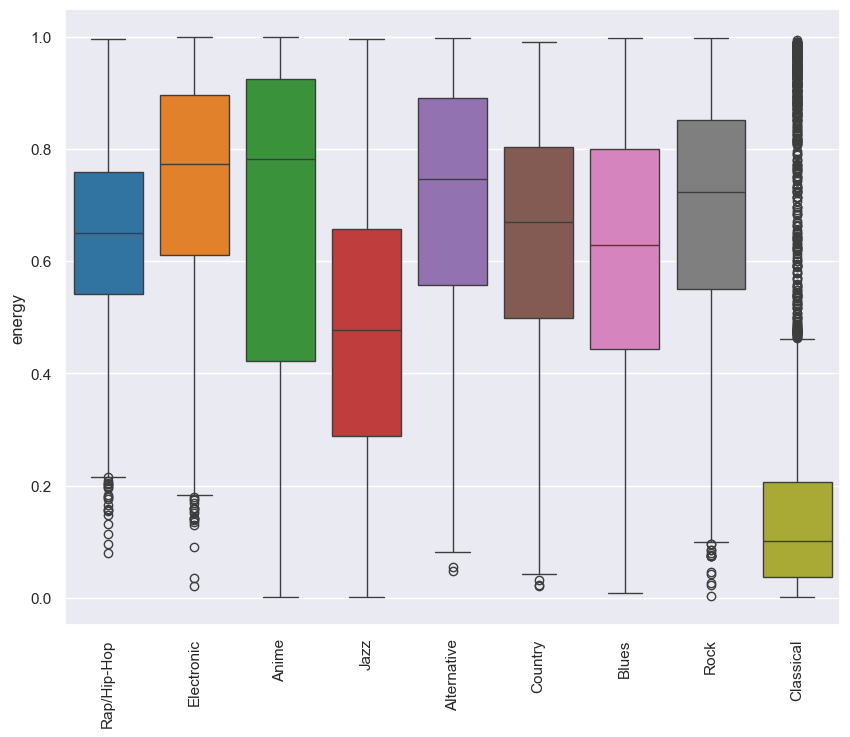 energy
1.0
0.8
0.6
0.4
0.2
0.0
Rap/Hip-Hop
Electronic
Anime
Jazz
Alternative
Country
Blues
Rock
Classical